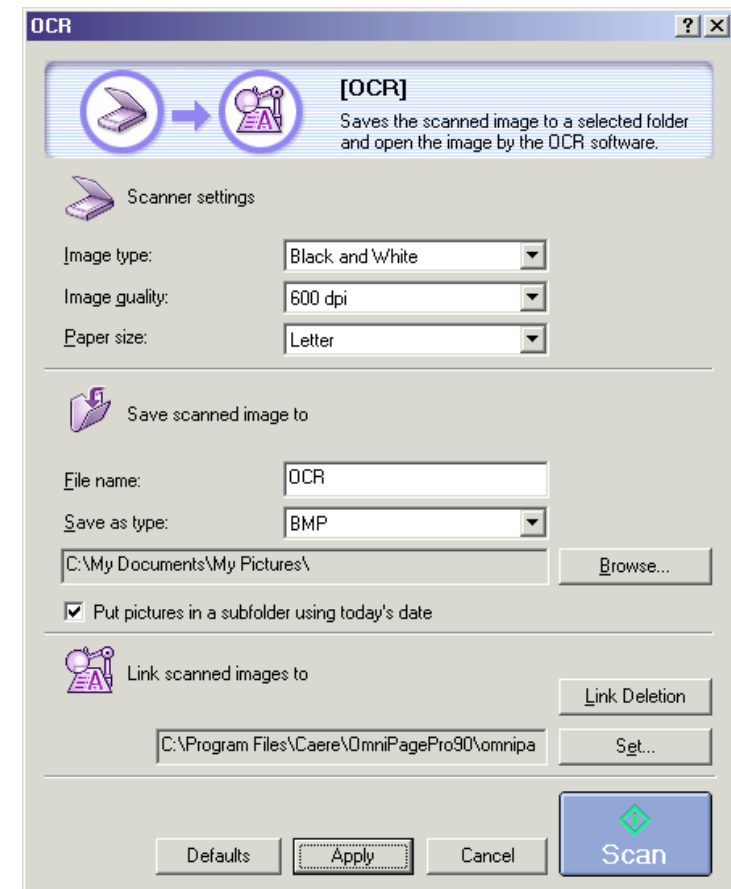 OCR
[OCR]
Saves the scanned image to a selected folder
and open the image by the OCR software.
Scanner settings
Image type: Black and White
Image quality: 600 dpi
Paper size: Letter
Save scanned image to
File name: OCR
Save as type: BMP
C:\My Documents\My Pictures\ Browse...
Put pictures in a subfolder using today's date
Link scanned images to
Link Deletion
C:\Program Files\Caere\OmniPagePro90\omnipa Set...
Defaults Apply Cancel Scan